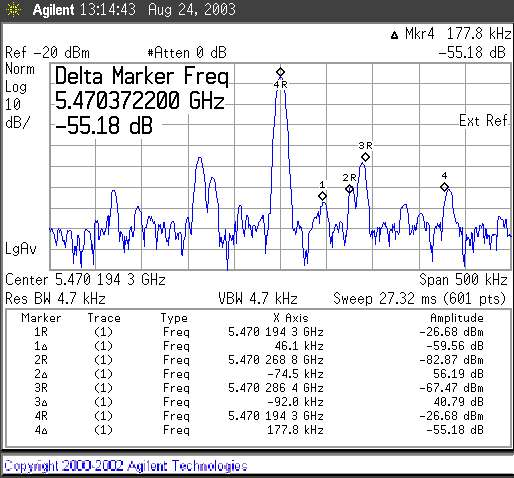 Agilent 13:14:43 Aug 24, 2003
Δ Mkr4 177.8 kHz
Ref -20 dBm #Atten 0 dB -55.18 dB
Norm
Log
10
dB/
Delta Marker Freq
5.470372200 GHz
-55.18 dB
4R
Ext Ref
3R
1
2R
4
LgAv
Center 5.470 194 3 GHz Span 500 kHz
Res BW 4.7 kHz VBW 4.7 kHz Sweep 27.32 ms (601 pts)
Marker Trace Type X Axis Amplitude
1R (1) Freq 5.470 194 3 GHz -26.68 dBm
1Δ (1) Freq 46.1 kHz -59.56 dB
2R (1) Freq 5.470 268 8 GHz -82.87 dBm
2Δ (1) Freq -74.5 kHz 56.19 dB
3R (1) Freq 5.470 286 4 GHz -67.47 dBm
3Δ (1) Freq -92.0 kHz 40.79 dB
4R (1) Freq 5.470 194 3 GHz -26.68 dBm
4Δ (1) Freq 177.8 kHz -55.18 dB
Copyright 2000-2002 Agilent Technologies